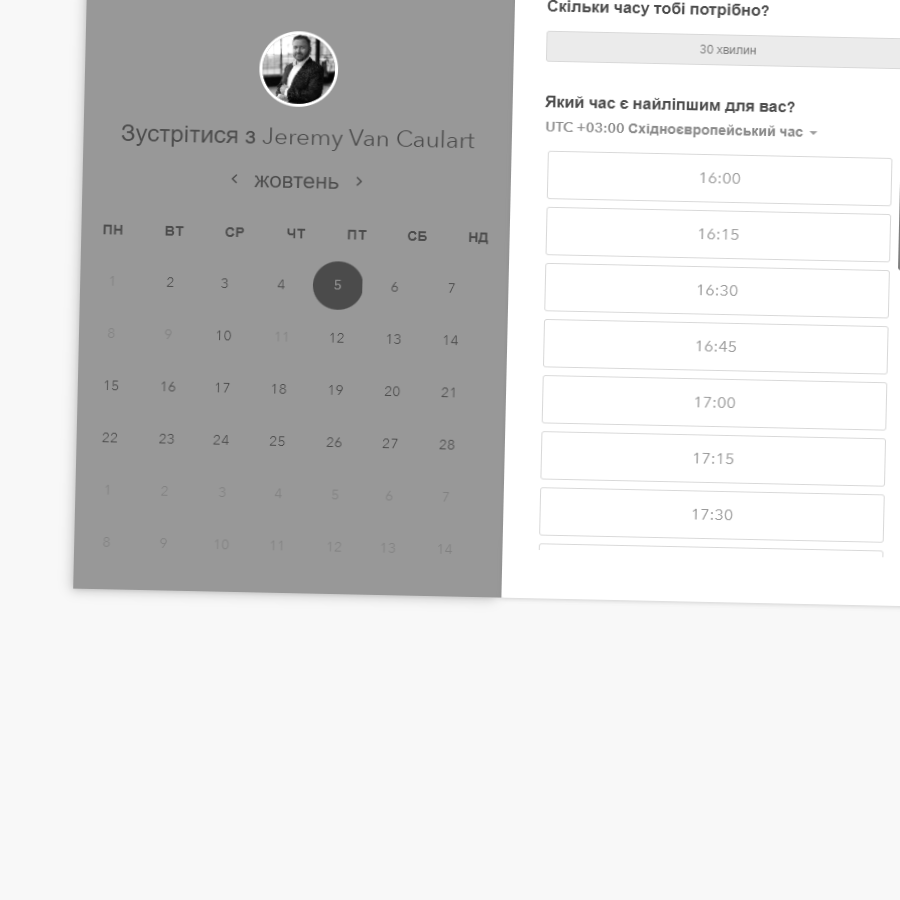 Зустрітися з Jeremy Van Caulart
жовтень
ПН ВТ СР ЧТ ПТ СБ НД
1 2 3 4 5 6 7
8 9 10 11 12 13 14
15 16 17 18 19 20 21
22 23 24 25 26 27 28
1 2 3 4 5 6 7
8 9 10 11 12 13 14
Скільки часу тобі потрібно?
30 хвилин
Який час є найліпшим для вас?
UTC +03:00 Східноєвропейський час
16:00
16:15
16:30
16:45
17:00
17:15
17:30